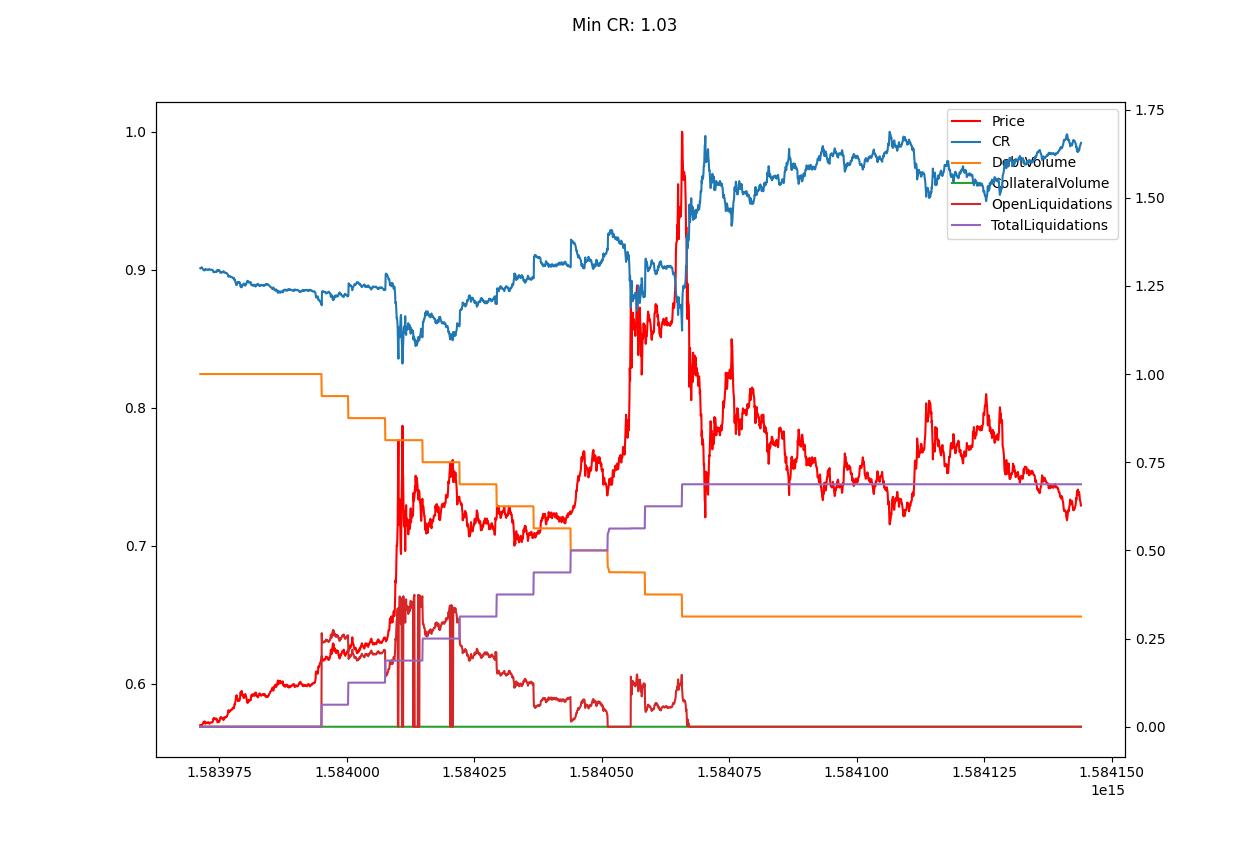 Min CR: 1.03
1.0
0.9
0.8
0.7
0.6
1.75
1.50
1.25
1.00
0.75
0.50
0.25
0.00
Price
CR
DebtVolume
CollateralVolume
OpenLiquidations
TotalLiquidations
1.583975
1.584000
1.584025
1.584050
1.584075
1.584100
1.584125
1.584150
1e15